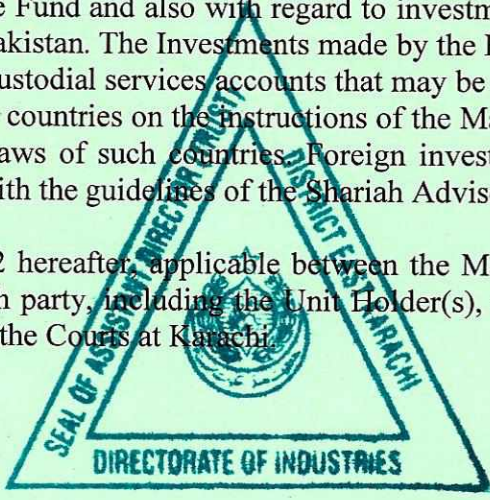 e Fund and also with regard to investm
akistan. The Investments made by the
ustodial services accounts that may be
countries on the instructions of the Ma
aws of such countries. Foreign invest
ith the guidelines of the Shariah Advis
2 hereafter, applicable between the M
party, including the Unit Holder(s),
the Courts at Karachi.
SEAL OF ASSISTANT DIRECTOR
DISTRICT EAST KARACHI
DIRECTORATE OF INDUSTRIES